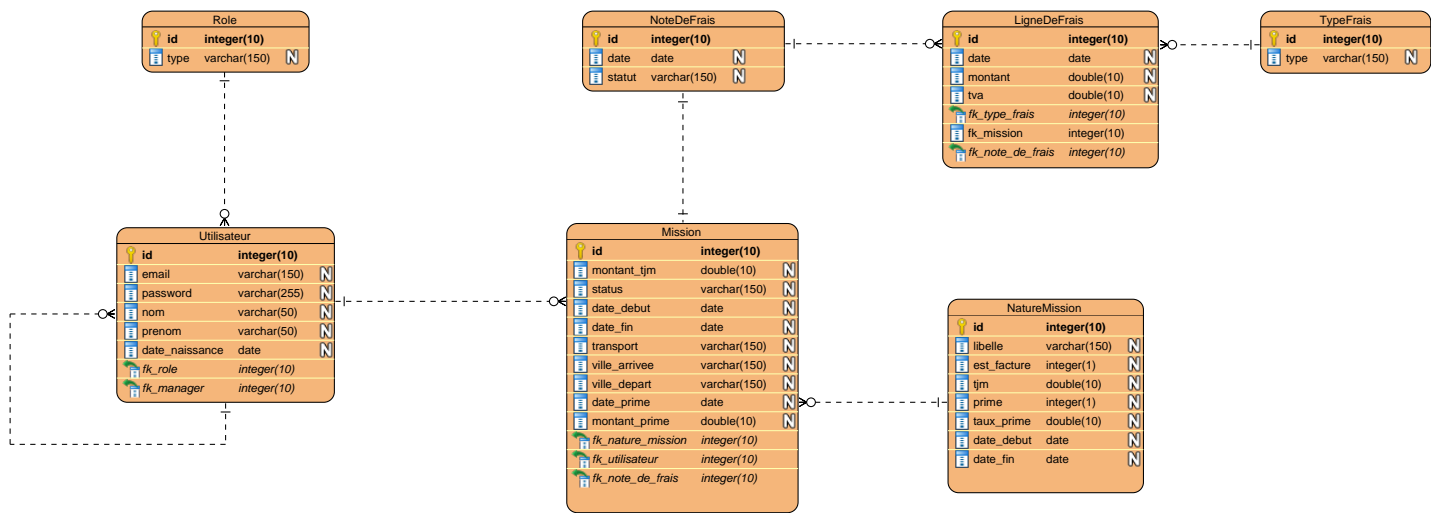 Role
id integer(10)
type varchar(150) N
NoteDeFrais
id integer(10)
date date N
statut varchar(150) N
LigneDeFrais
id integer(10)
date date N
montant double(10) N
tva double(10) N
fk_type_frais integer(10)
fk_mission integer(10)
fk_note_de_frais integer(10)
TypeFrais
id integer(10)
type varchar(150) N
Utilisateur
id integer(10)
email varchar(150) N
password varchar(255) N
nom varchar(50) N
prenom varchar(50) N
date_naissance date N
fk_role integer(10)
fk_manager integer(10)
Mission
id integer(10)
montant_tjm double(10) N
status varchar(150) N
date_debut date N
date_fin date N
transport varchar(150) N
ville_arrivee varchar(150) N
ville_depart varchar(150) N
date_prime date N
montant_prime double(10) N
fk_nature_mission integer(10)
fk_utilisateur integer(10)
fk_note_de_frais integer(10)
NatureMission
id integer(10)
libelle varchar(150) N
est_facture integer(1) N
tjm double(10) N
prime integer(1) N
taux_prime double(10) N
date_debut date N
date_fin date N